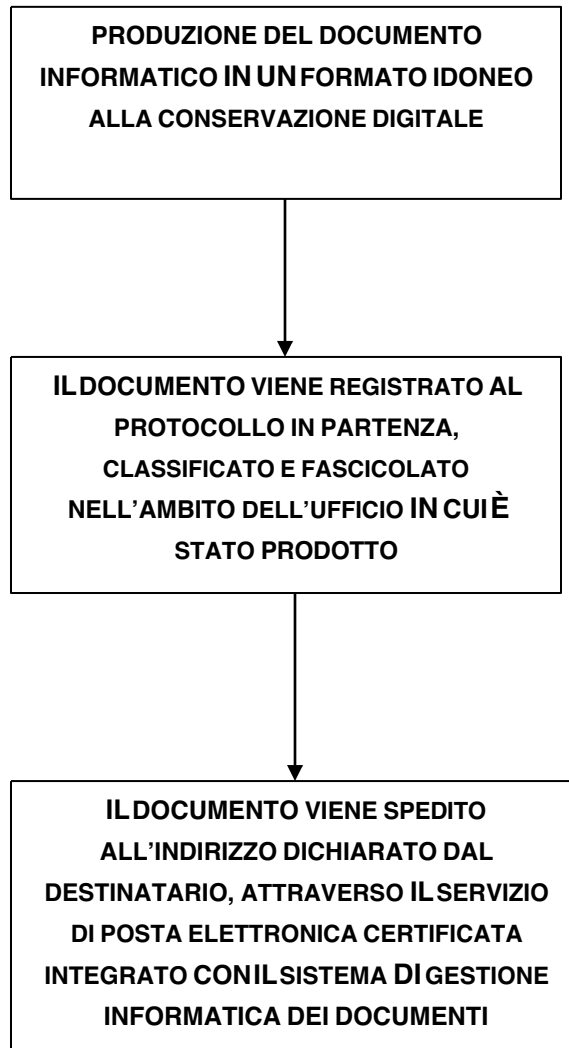 PRODUZIONE DEL DOCUMENTO
INFORMATICO IN UN FORMATO IDONEO
ALLA CONSERVAZIONE DIGITALE
IL DOCUMENTO VIENE REGISTRATO AL
PROTOCOLLO IN PARTENZA,
CLASSIFICATO E FASCICOLATO
NELL’AMBITO DELL’UFFICIO IN CUI È
STATO PRODOTTO
IL DOCUMENTO VIENE SPEDITO
ALL’INDIRIZZO DICHIARATO DAL
DESTINATARIO, ATTRAVERSO IL SERVIZIO
DI POSTA ELETTRONICA CERTIFICATA
INTEGRATO CON IL SISTEMA DI GESTIONE
INFORMATICA DEI DOCUMENTI